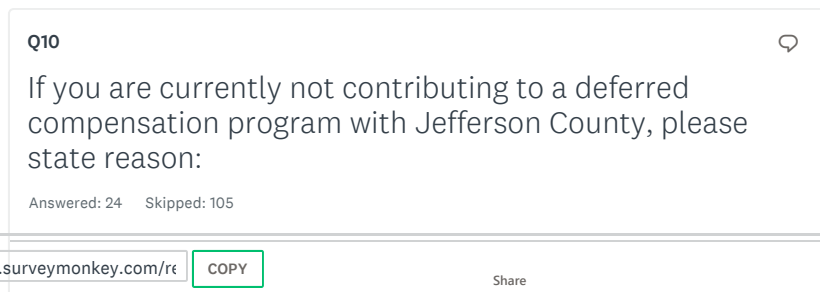 Q10
If you are currently not contributing to a deferred
compensation program with Jefferson County, please
state reason:
Answered: 24 Skipped: 105
.surveymonkey.com/re COPY
Share